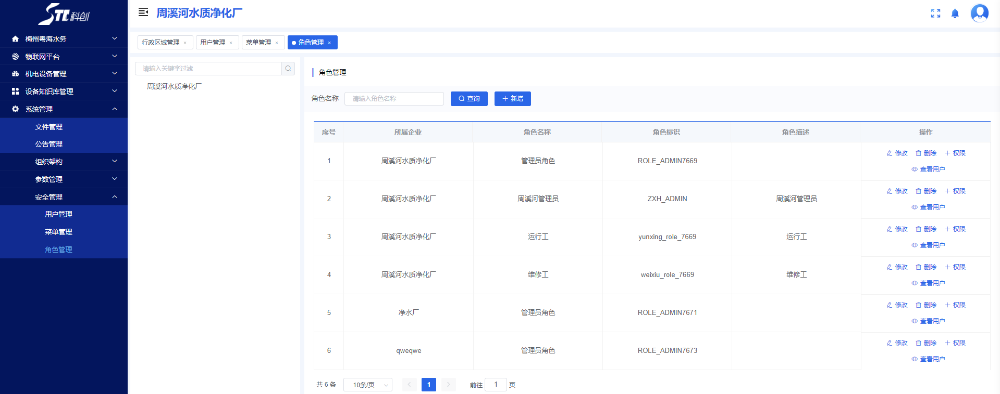 STC科创
周溪河水质净化厂
梅州粤海水务
物联网平台
机电设备管理
设备知识库管理
系统管理
文件管理
公告管理
组织架构
参数管理
安全管理
用户管理
菜单管理
角色管理
行政区域管理 × 用户管理 × 菜单管理 × 角色管理 ×
请输入关键字过滤
周溪河水质净化厂
角色管理
角色名称 请输入角色名称 查询 新增
序号 所属企业 角色名称 角色标识 角色描述 操作
1 周溪河水质净化厂 管理员角色 ROLE_ADMIN7669 修改 删除 权限
查看用户
2 周溪河水质净化厂 周溪河管理员 ZXH_ADMIN 周溪河管理员 修改 删除 权限
查看用户
3 周溪河水质净化厂 运行工 yunxing_role_7669 运行工 修改 删除 权限
查看用户
4 周溪河水质净化厂 维修工 weixiu_role_7669 维修工 修改 删除 权限
查看用户
5 净水厂 管理员角色 ROLE_ADMIN7671 修改 删除 权限
查看用户
6 qweqwe 管理员角色 ROLE_ADMIN7673 修改 删除 权限
查看用户
共 6 条 10条/页 1 前往 1 页